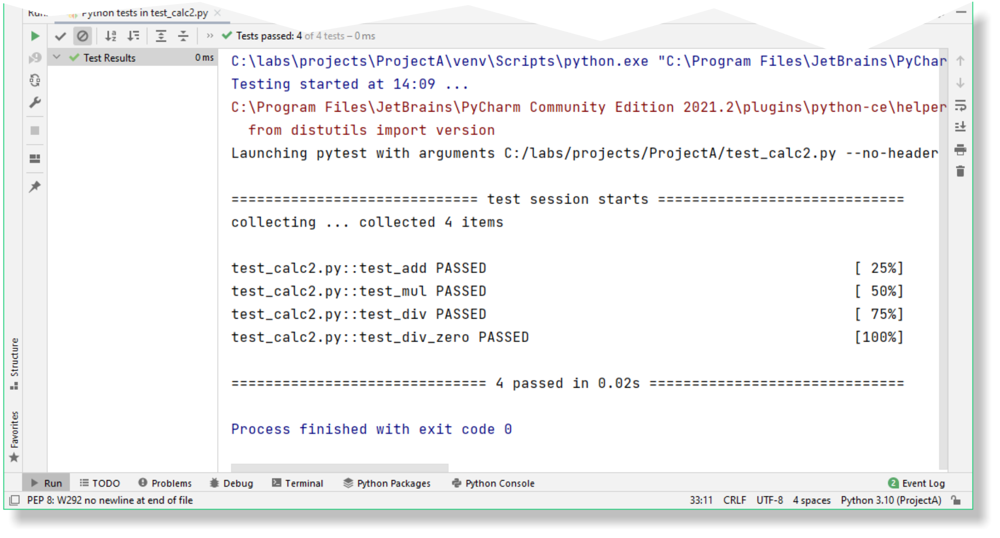 Python tests in test_calc2.py
Tests passed: 4 of 4 tests – 0 ms
Test Results 0 ms
C:\labs\projects\ProjectA\venv\Scripts\python.exe "C:\Program Files\JetBrains\PyChar
Testing started at 14:09 ...
C:\Program Files\JetBrains\PyCharm Community Edition 2021.2\plugins\python-ce\helper
from distutils import version
Launching pytest with arguments C:/labs/projects/ProjectA/test_calc2.py --no-header
============================= test session starts =============================
collecting ... collected 4 items
test_calc2.py::test_add PASSED [ 25%]
test_calc2.py::test_mul PASSED [ 50%]
test_calc2.py::test_div PASSED [ 75%]
test_calc2.py::test_div_zero PASSED [100%]
============================== 4 passed in 0.02s ==============================
Process finished with exit code 0
Structure
Favorites
Run TODO Problems Debug Terminal Python Packages Python Console 2 Event Log
PEP 8: W292 no newline at end of file 33:11 CRLF UTF-8 4 spaces Python 3.10 (ProjectA)